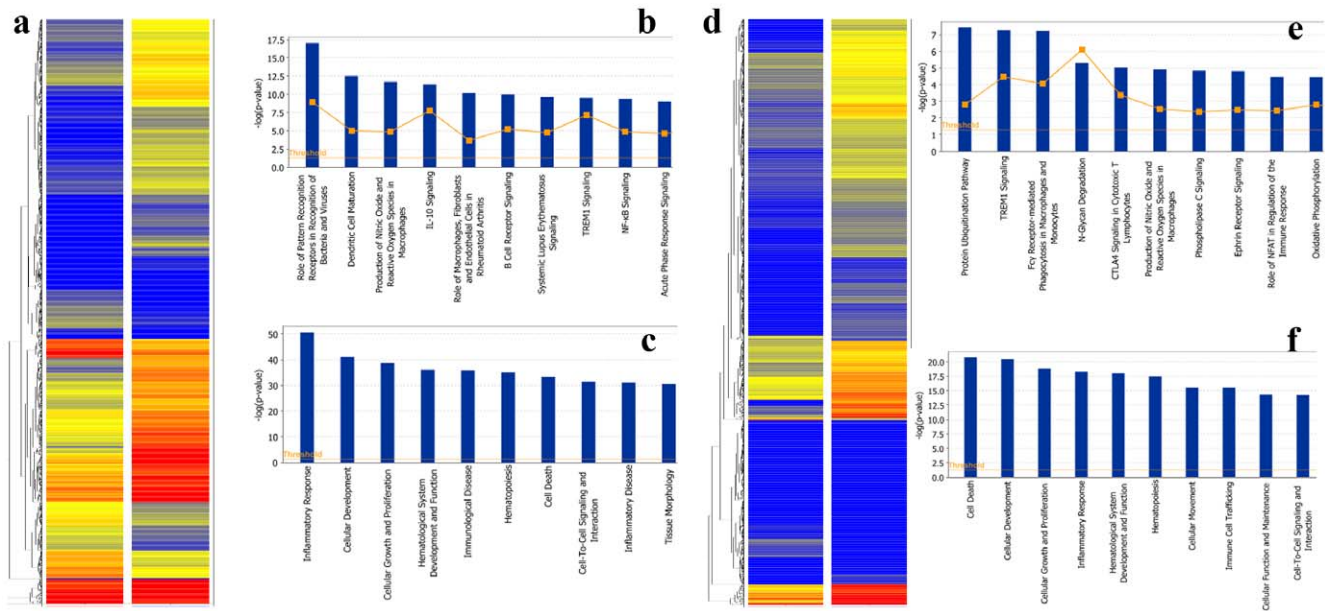 a
b
17.5
15.0
12.5
10.0
7.5
5.0
2.5
0.0
-log(p-value)
Threshold
Role of Pattern Recognition
Receptors in Recognition of
Bacteria and Viruses
Dendritic Cell Maturation
Production of Nitric Oxide and
Reactive Oxygen Species in
Macrophages
IL-10 Signaling
Role of Macrophages, Fibroblasts
and Endothelial Cells in
Rheumatoid Arthritis
B Cell Receptor Signaling
Systemic Lupus Erythematosus
Signaling
TREM1 Signaling
NF-κB Signaling
Acute Phase Response Signaling
c
50
40
30
20
10
0
-log(p-value)
Threshold
Inflammatory Response
Cellular Development
Cellular Growth and Proliferation
Hematological System
Development and Function
Immunological Disease
Hematopoiesis
Cell Death
Cell-To-Cell Signaling and
Interaction
Inflammatory Disease
Tissue Morphology
d
e
7
6
5
4
3
2
1
0
-log(p-value)
Threshold
Protein Ubiquitination Pathway
TREM1 Signaling
Fcγ Receptor-mediated
Phagocytosis in Macrophages and
Monocytes
N-Glycan Degradation
CTLA4 Signaling in Cytotoxic T
Lymphocytes
Production of Nitric Oxide and
Reactive Oxygen Species in
Macrophages
Phospholipase C Signaling
Ephrin Receptor Signaling
Role of NFAT in Regulation of the
Immune Response
Oxidative Phosphorylation
f
20.0
17.5
15.0
12.5
10.0
7.5
5.0
2.5
0.0
-log(p-value)
Threshold
Cell Death
Cellular Development
Cellular Growth and Proliferation
Inflammatory Response
Hematological System
Development and Function
Hematopoiesis
Cellular Movement
Immune Cell Trafficking
Cellular Function and Maintenance
Cell-To-Cell Signaling and
Interaction